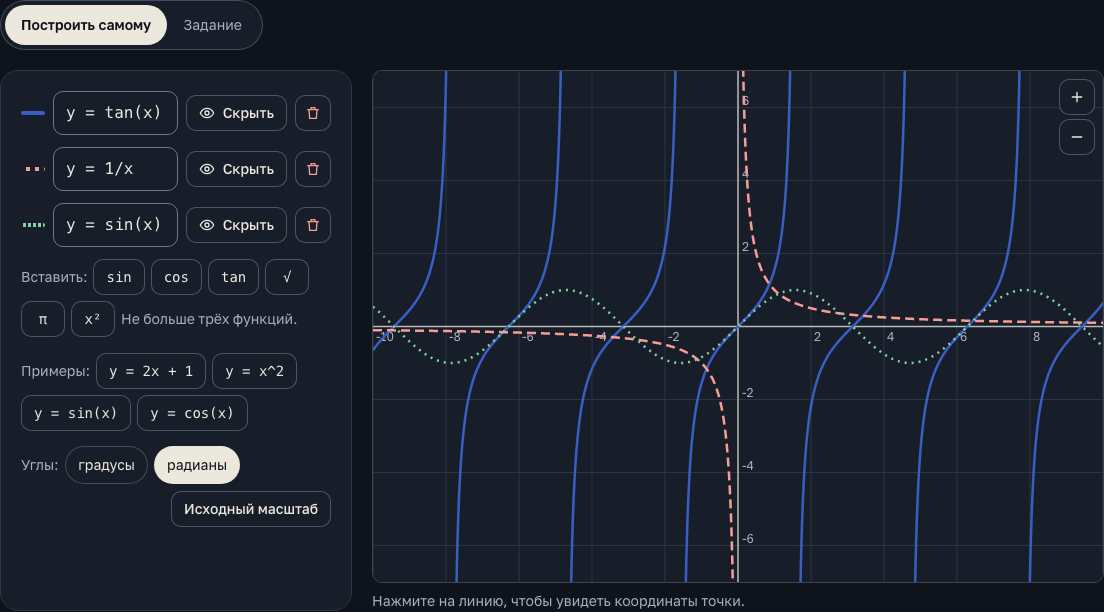 Построить самому Задание
y = tan(x) Скрыть
y = 1/x Скрыть
y = sin(x) Скрыть
Вставить: sin cos tan √
π x² Не больше трёх функций.
Примеры: y = 2x + 1 y = x^2
y = sin(x) y = cos(x)
Углы: градусы радианы
Исходный масштаб
+
−
6
4
2
-10 -8 -6 -4 -2 2 4 6 8
-2
-4
-6
Нажмите на линию, чтобы увидеть координаты точки.